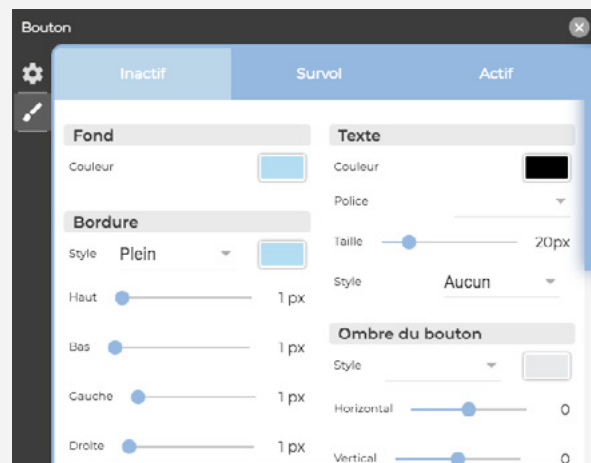 Bouton
Inactif Survol Actif
Fond
Couleur
Bordure
Style Plein
Haut 1 px
Bas 1 px
Gauche 1 px
Droite 1 px
Texte
Couleur
Police
Taille 20px
Style Aucun
Ombre du bouton
Style
Horizontal 0
Vertical 0